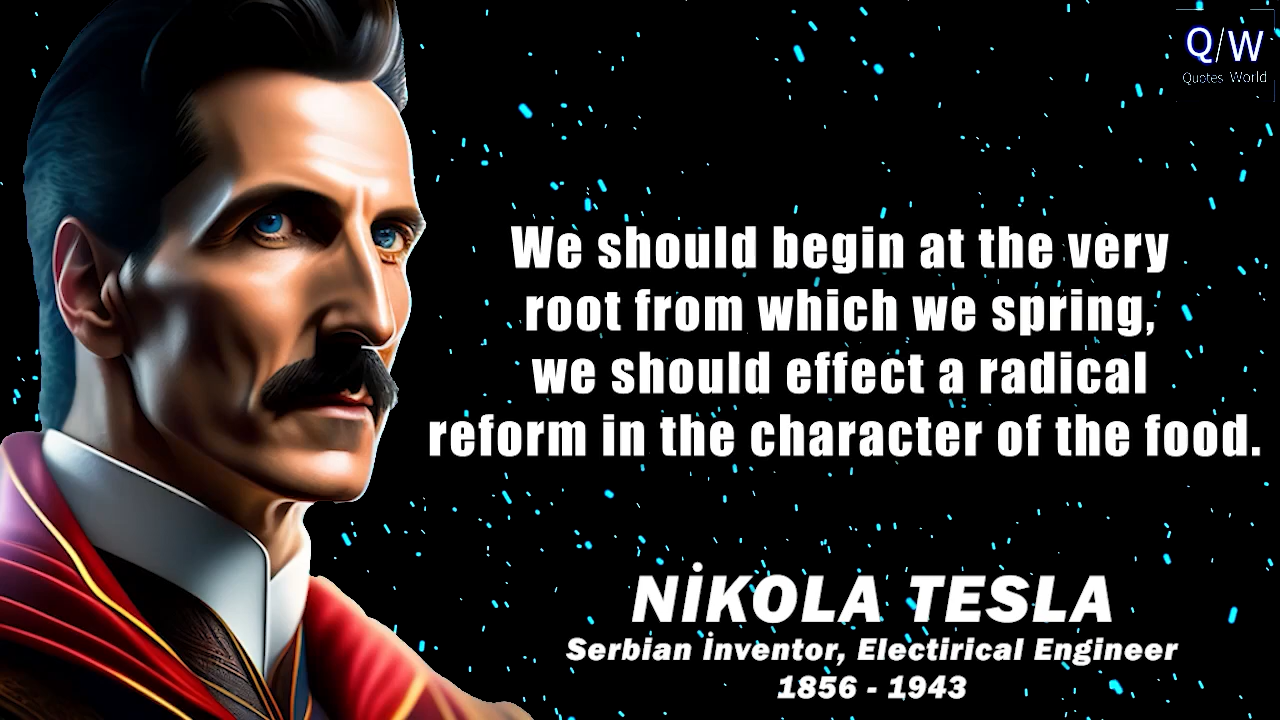 Q/W
Quotes World
We should begin at the very
root from which we spring,
we should effect a radical
reform in the character of the food.
NİKOLA TESLA
Serbian İnventor, Electirical Engineer
1856 - 1943